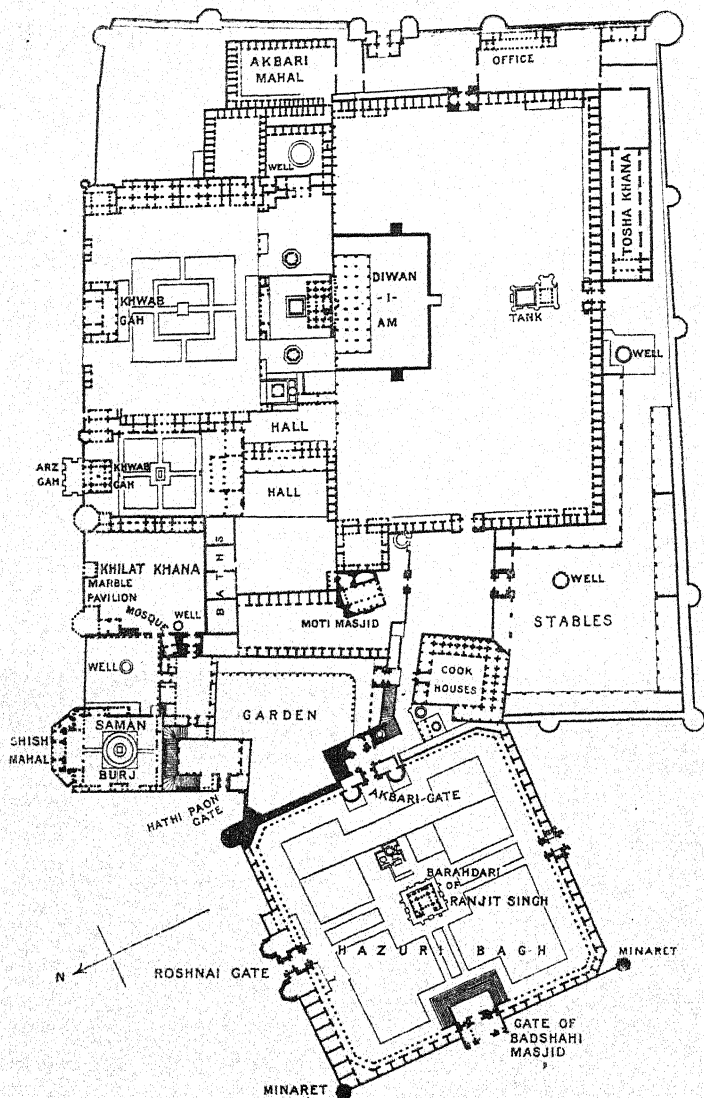 AKBARI
MAHAL
OFFICE
WELL
TOSHA KHANA
DIWAN
-I-
AM
KHWAB
GAH
TANK
WELL
HALL
ARZ
GAH
KHWAB
GAH
HALL
KHILAT KHANA
MARBLE
PAVILION
MOSQUE
WELL
BATHS
MOTI MASJID
WELL
STABLES
WELL
COOK
HOUSES
GARDEN
SHISH
MAHAL
SAMAN
BURJ
HATHI PAON
GATE
AKBARI-GATE
BARAHDARI
OF
RANJIT SINGH
HAZURI BAGH
N
ROSHNAI GATE
MINARET
GATE OF
BADSHAHI
MASJID
MINARET